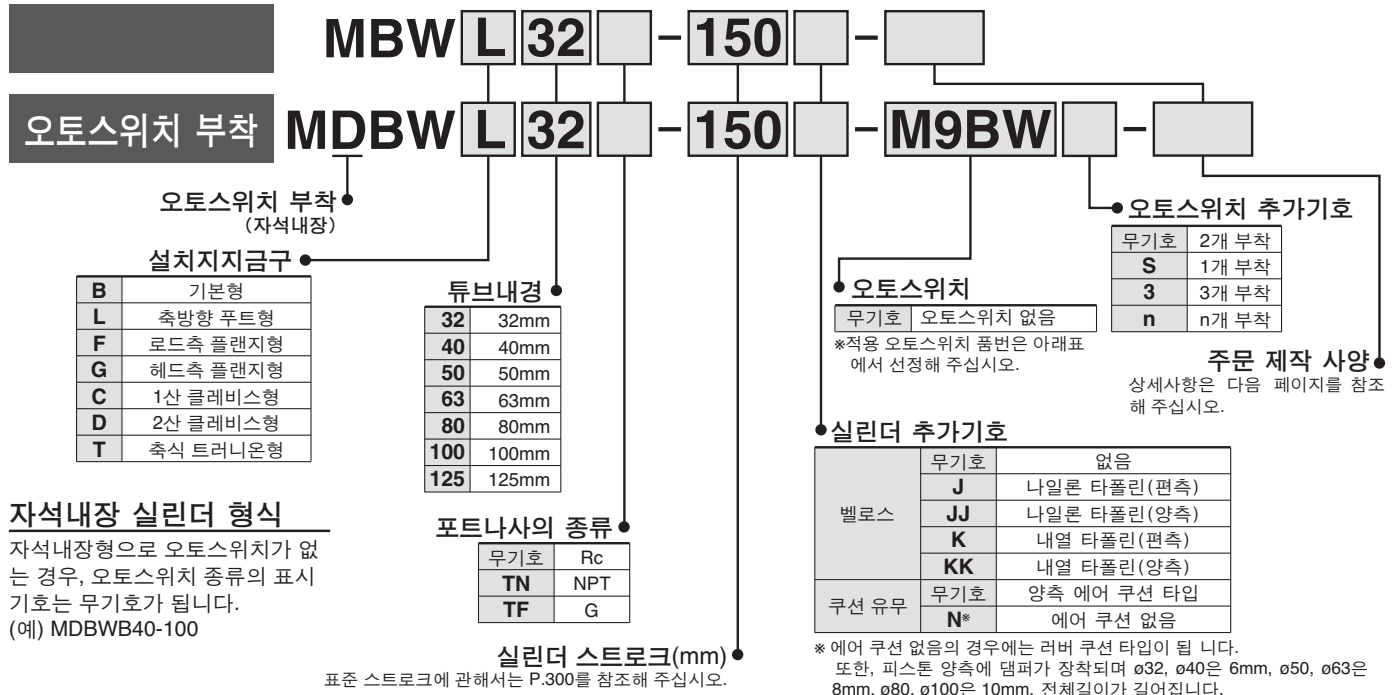 MBW L 32 - 150 -
오토스위치 부착 MDBW L 32 - 150 - M9BW -
오토스위치 부착
(자석내장)
설치지지금구
B 기본형
L 축방향 푸트형
F 로드측 플랜지형
G 헤드측 플랜지형
C 1산 클레비스형
D 2산 클레비스형
T 축식 트러니온형
튜브내경
32 32mm
40 40mm
50 50mm
63 63mm
80 80mm
100 100mm
125 125mm
오토스위치
무기호 오토스위치 없음
※적용 오토스위치 품번은 아래표
에서 선정해 주십시오.
오토스위치 추가기호
무기호 2개 부착
S 1개 부착
3 3개 부착
n n개 부착
주문 제작 사양
상세사항은 다음 페이지를 참조
해 주십시오.
자석내장 실린더 형식
자석내장형으로 오토스위치가 없
는 경우, 오토스위치 종류의 표시
기호는 무기호가 됩니다.
(예) MDBWB40-100
포트나사의 종류
무기호 Rc
TN NPT
TF G
실린더 스트로크(mm)
표준 스트로크에 관해서는 P.300를 참조해 주십시오.
실린더 추가기호
벨로스 무기호 없음
J 나일론 타폴린(편측)
JJ 나일론 타폴린(양측)
K 내열 타폴린(편측)
KK 내열 타폴린(양측)
쿠션 유무 무기호 양측 에어 쿠션 타입
N※ 에어 쿠션 없음
※ 에어 쿠션 없음의 경우에는 러버 쿠션 타입이 됩 니다.
또한, 피스톤 양측에 댐퍼가 장착되며 ø32, ø40은 6mm, ø50, ø63은
8mm, ø80, ø100은 10mm, 전체길이가 길어집니다.